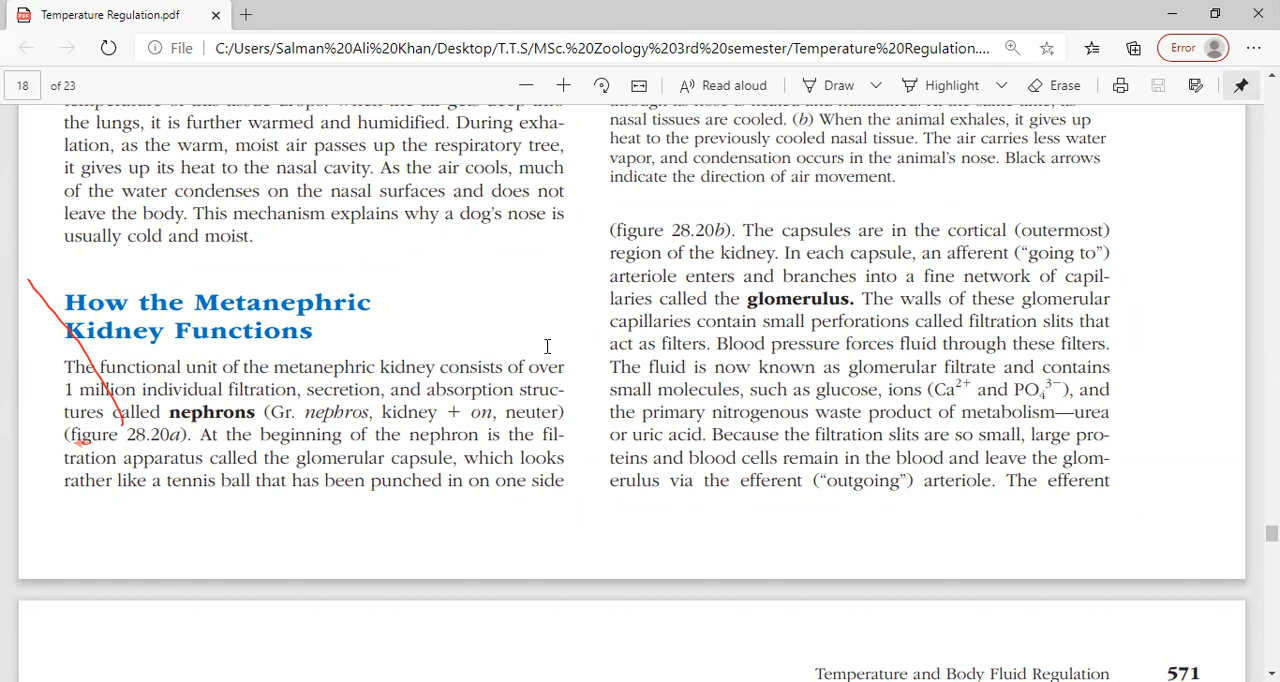 Temperature Regulation.pdf
File
C:/Users/Salman%20Ali%20Khan/Desktop/T.T.S/MSc.%20Zoology%203rd%20semester/Temperature%20Regulation....
Error
18 of 23
Read aloud
Draw
Highlight
Erase
the lungs, it is further warmed and humidified. During exha-
lation, as the warm, moist air passes up the respiratory tree,
it gives up its heat to the nasal cavity. As the air cools, much
of the water condenses on the nasal surfaces and does not
leave the body. This mechanism explains why a dog's nose is
usually cold and moist.
How the Metanephric
Kidney Functions
The functional unit of the metanephric kidney consists of over
1 million individual filtration, secretion, and absorption struc-
tures called nephrons (Gr. nephros, kidney + on, neuter)
(figure 28.20a). At the beginning of the nephron is the fil-
tration apparatus called the glomerular capsule, which looks
rather like a tennis ball that has been punched in on one side
nasal tissues are cooled. (b) When the animal exhales, it gives up
heat to the previously cooled nasal tissue. The air carries less water
vapor, and condensation occurs in the animal's nose. Black arrows
indicate the direction of air movement.
(figure 28.20b). The capsules are in the cortical (outermost)
region of the kidney. In each capsule, an afferent (“going to”)
arteriole enters and branches into a fine network of capil-
laries called the glomerulus. The walls of these glomerular
capillaries contain small perforations called filtration slits that
act as filters. Blood pressure forces fluid through these filters.
The fluid is now known as glomerular filtrate and contains
small molecules, such as glucose, ions (Ca²⁺ and PO₄³⁻), and
the primary nitrogenous waste product of metabolism—urea
or uric acid. Because the filtration slits are so small, large pro-
teins and blood cells remain in the blood and leave the glom-
erulus via the efferent (“outgoing”) arteriole. The efferent
Temperature and Body Fluid Regulation 571